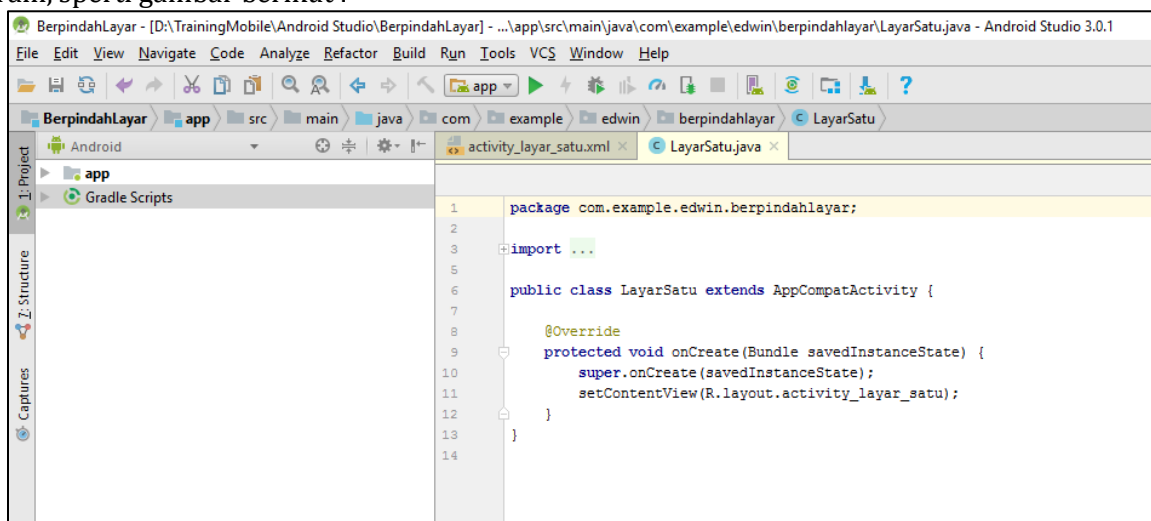 ram, sperti gambar berikut :
BerpindahLayar - [D:\TrainingMobile\Android Studio\BerpindahLayar] - ...\app\src\main\java\com\example\edwin\berpindahlayar\LayarSatu.java - Android Studio 3.0.1
File Edit View Navigate Code Analyze Refactor Build Run Tools VCS Window Help
app
BerpindahLayar app src main java com example edwin berpindahlayar LayarSatu
Android
activity_layar_satu.xml LayarSatu.java
1: Project
app
Gradle Scripts
7: Structure
Captures
1 package com.example.edwin.berpindahlayar;
2
3 import ...
5
6 public class LayarSatu extends AppCompatActivity {
7
8 @Override
9 protected void onCreate(Bundle savedInstanceState) {
10 super.onCreate(savedInstanceState);
11 setContentView(R.layout.activity_layar_satu);
12 }
13 }
14